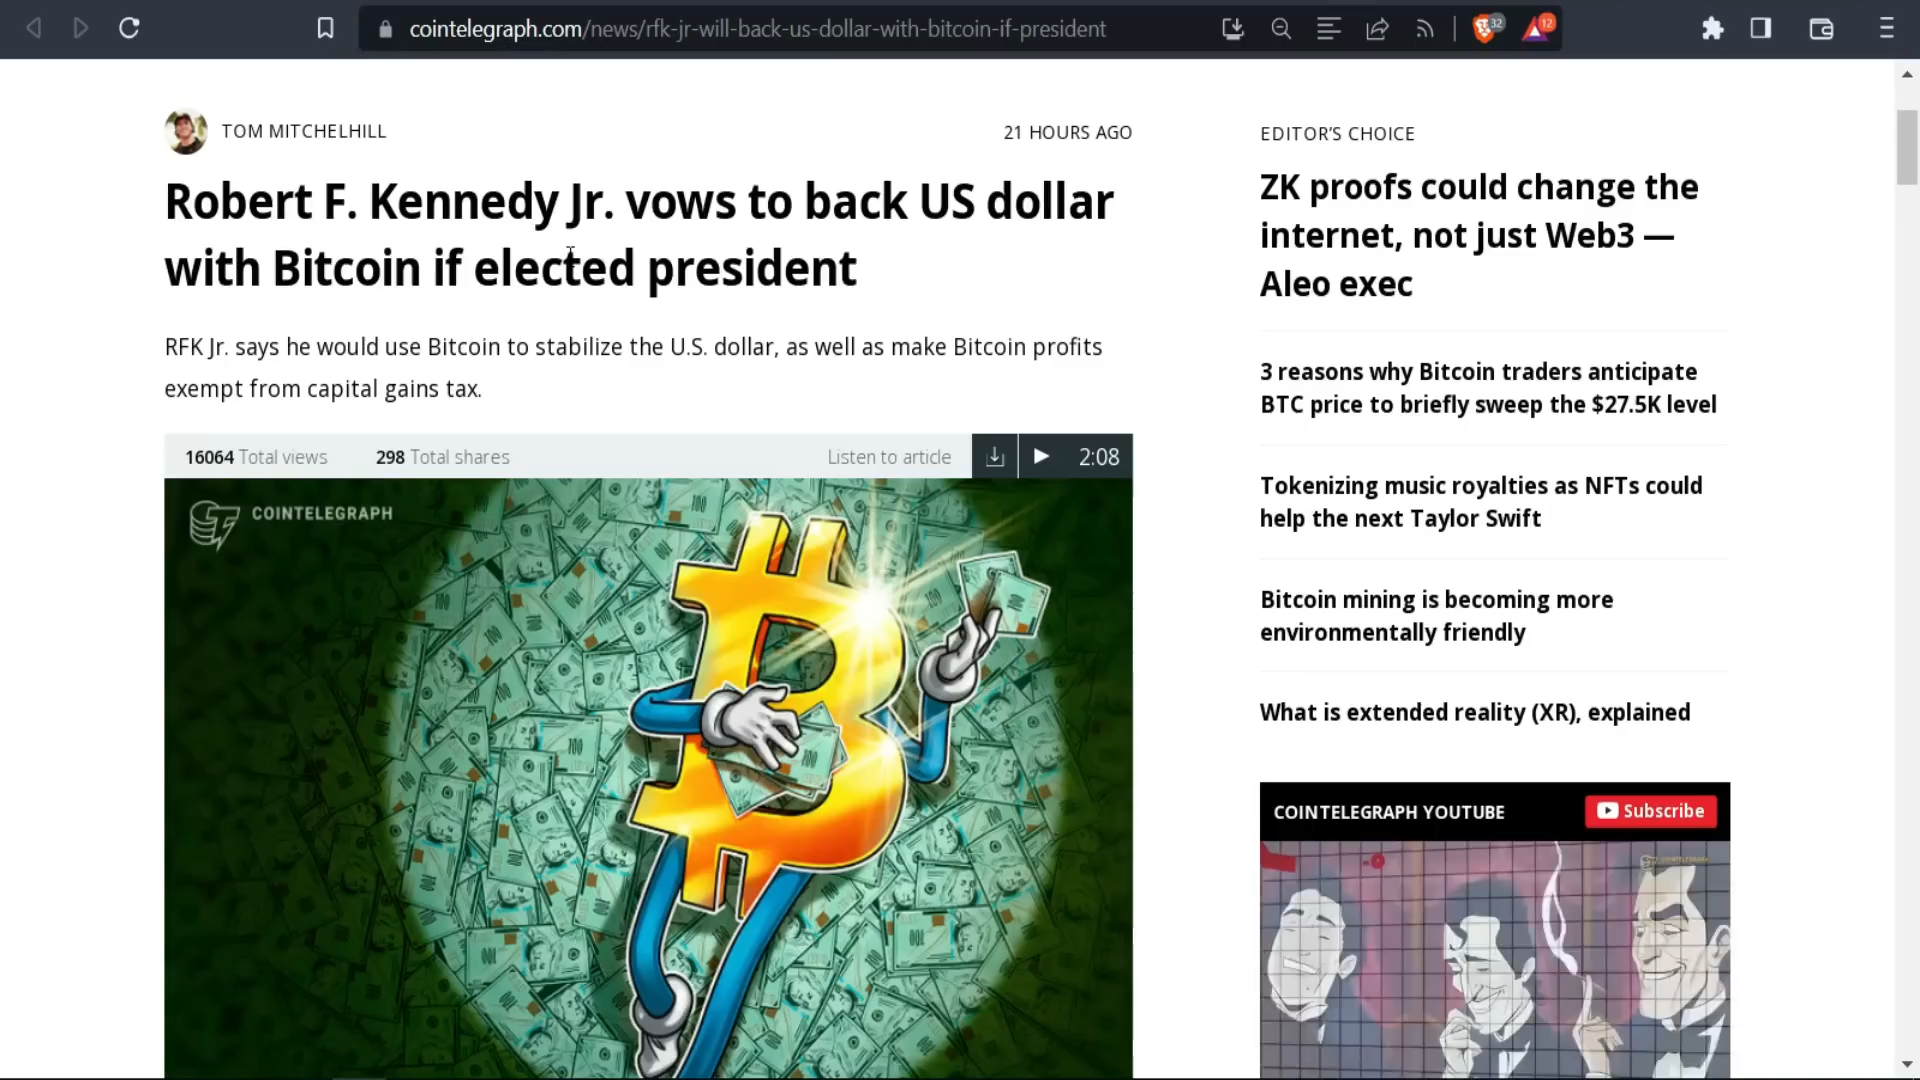 cointelegraph.com/news/rfk-jr-will-back-us-dollar-with-bitcoin-if-president
32
12
TOM MITCHELHILL
21 HOURS AGO
Robert F. Kennedy Jr. vows to back US dollar
with Bitcoin if elected president
RFK Jr. says he would use Bitcoin to stabilize the U.S. dollar, as well as make Bitcoin profits
exempt from capital gains tax.
16064 Total views
298 Total shares
Listen to article
2:08
COINTELEGRAPH
100
100
100
EDITOR'S CHOICE
ZK proofs could change the
internet, not just Web3 —
Aleo exec
3 reasons why Bitcoin traders anticipate
BTC price to briefly sweep the $27.5K level
Tokenizing music royalties as NFTs could
help the next Taylor Swift
Bitcoin mining is becoming more
environmentally friendly
What is extended reality (XR), explained
COINTELEGRAPH YOUTUBE
Subscribe